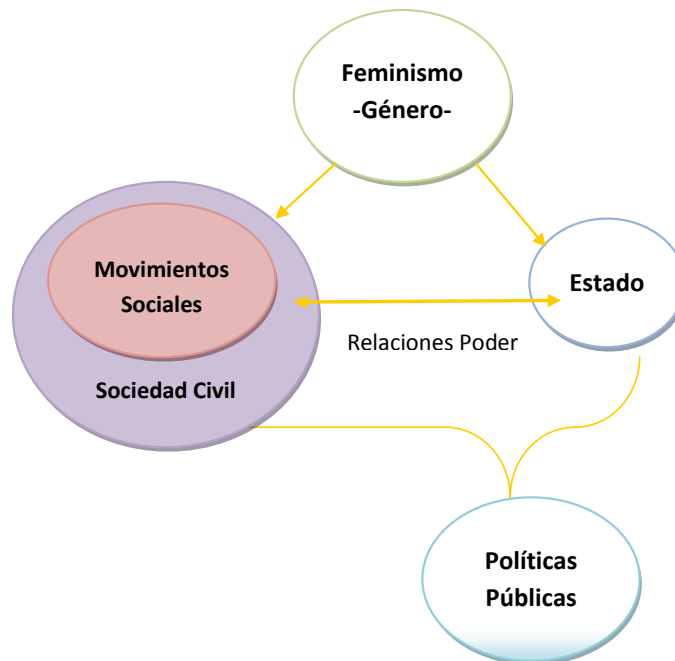 Feminismo
-Género-
Movimientos
Sociales
Estado
Relaciones Poder
Sociedad Civil
Políticas
Públicas